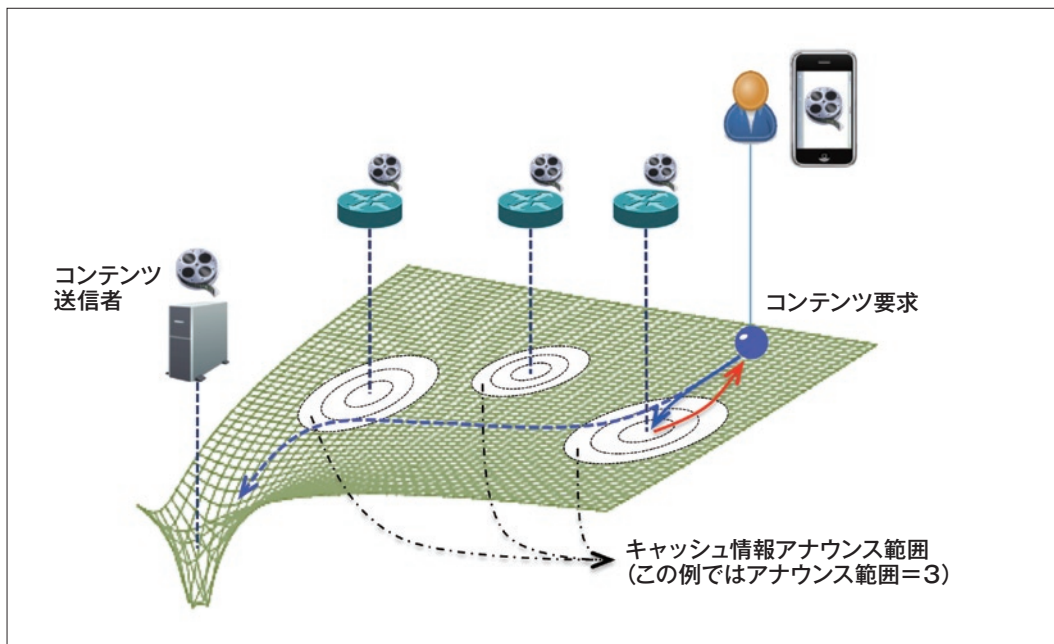 コンテンツ
送信者
コンテンツ要求
キャッシュ情報アナウンス範囲
(この例ではアナウンス範囲＝3)